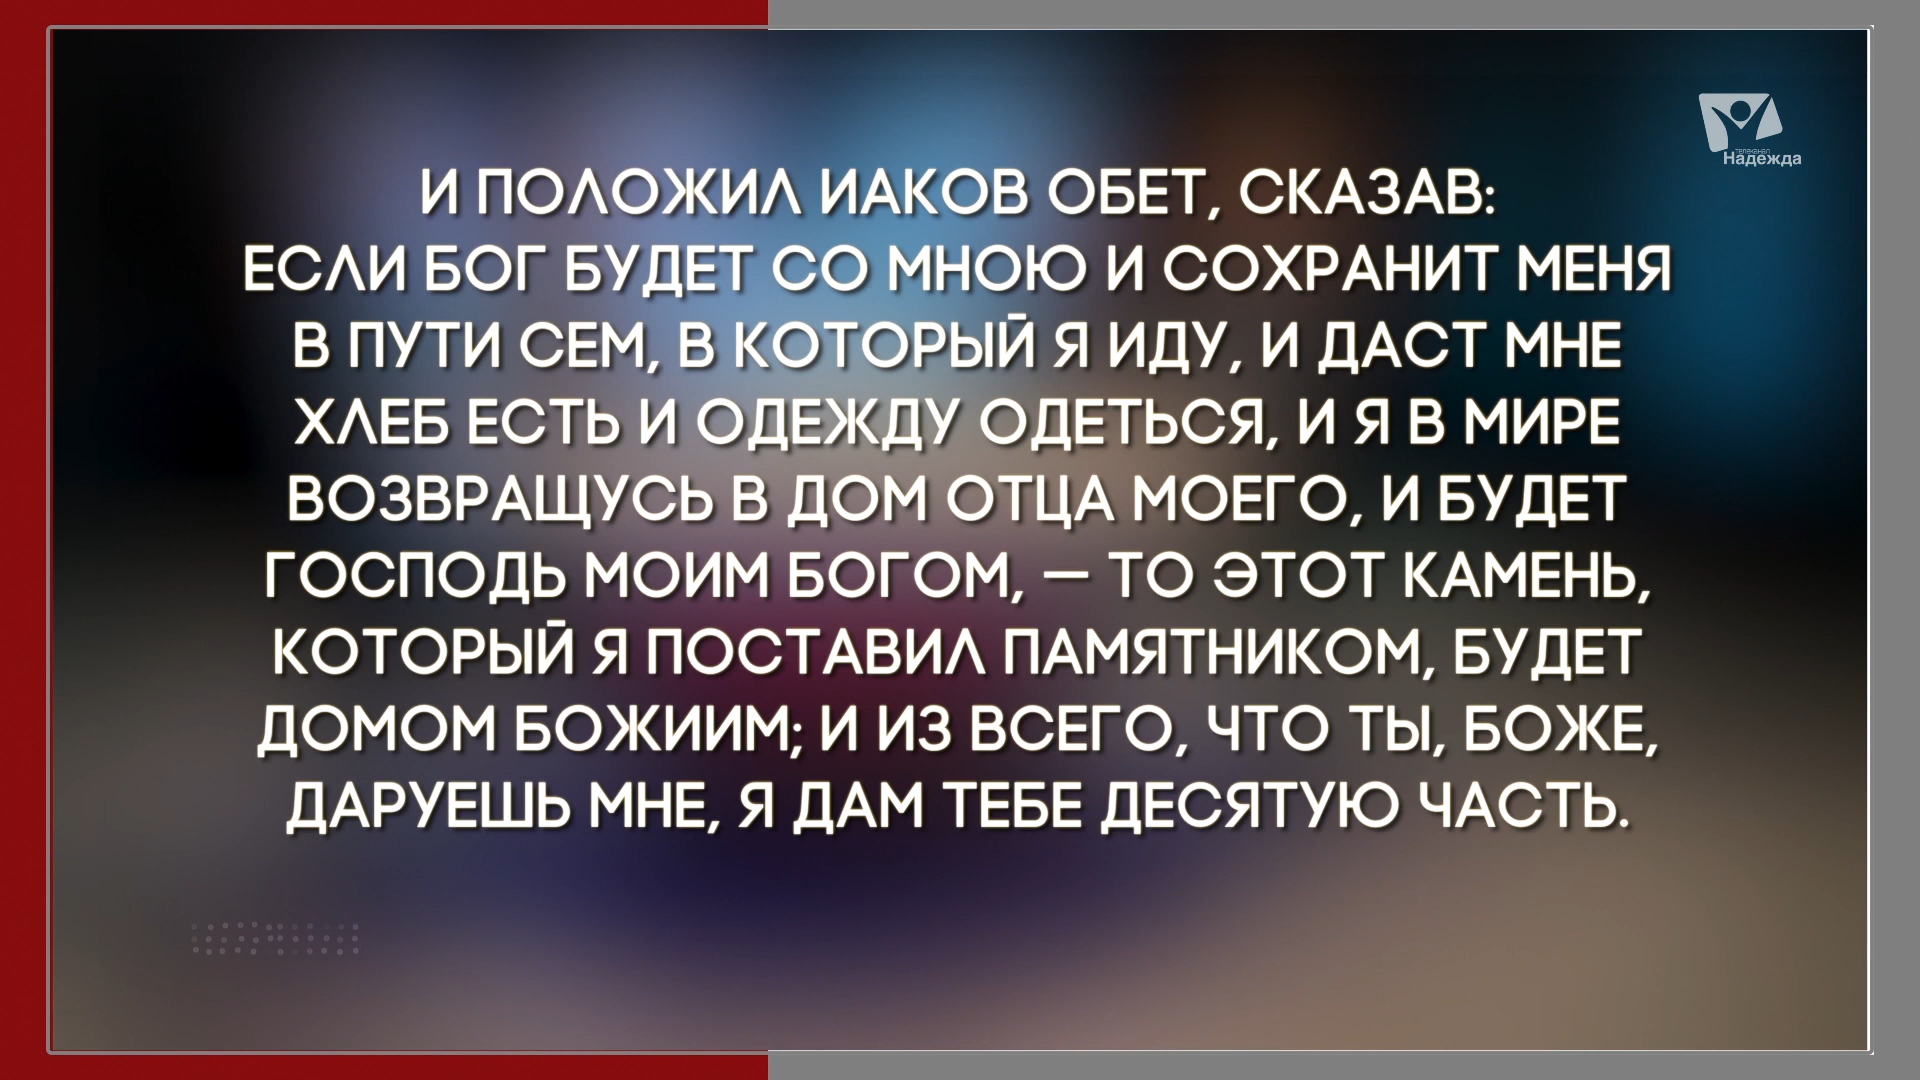 телеканал
Надежда
И ПОЛОЖИЛ ИАКОВ ОБЕТ, СКАЗАВ:
ЕСЛИ БОГ БУДЕТ СО МНОЮ И СОХРАНИТ МЕНЯ
В ПУТИ СЕМ, В КОТОРЫЙ Я ИДУ, И ДАСТ МНЕ
ХЛЕБ ЕСТЬ И ОДЕЖДУ ОДЕТЬСЯ, И Я В МИРЕ
ВОЗВРАЩУСЬ В ДОМ ОТЦА МОЕГО, И БУДЕТ
ГОСПОДЬ МОИМ БОГОМ, — ТО ЭТОТ КАМЕНЬ,
КОТОРЫЙ Я ПОСТАВИЛ ПАМЯТНИКОМ, БУДЕТ
ДОМОМ БОЖИИМ; И ИЗ ВСЕГО, ЧТО ТЫ, БОЖЕ,
ДАРУЕШЬ МНЕ, Я ДАМ ТЕБЕ ДЕСЯТУЮ ЧАСТЬ.